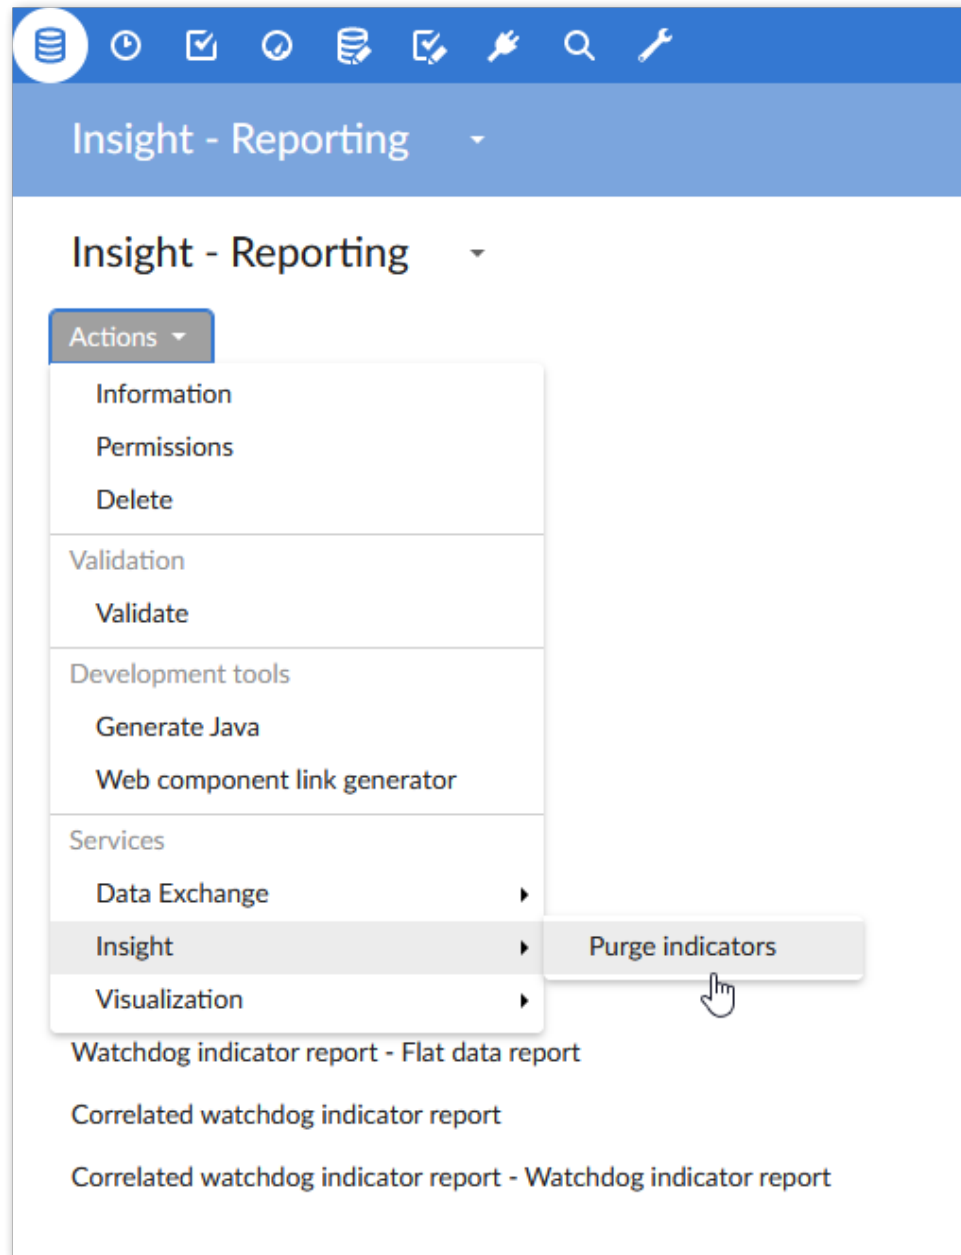 Insight - Reporting
Insight - Reporting
Actions
Information
Permissions
Delete
Validation
Validate
Development tools
Generate Java
Web component link generator
Services
Data Exchange
Insight
Purge indicators
Visualization
Watchdog indicator report - Flat data report
Correlated watchdog indicator report
Correlated watchdog indicator report - Watchdog indicator report